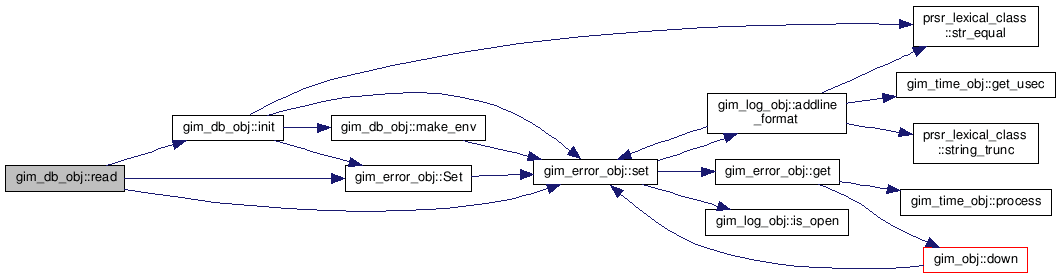 gim_db_obj::read
gim_db_obj::init
gim_db_obj::make_env
gim_error_obj::Set
gim_error_obj::set
gim_log_obj::addline
_format
gim_error_obj::get
gim_log_obj::is_open
prsr_lexical_class
::str_equal
gim_time_obj::get_usec
prsr_lexical_class
::string_trunc
gim_time_obj::process
gim_obj::down